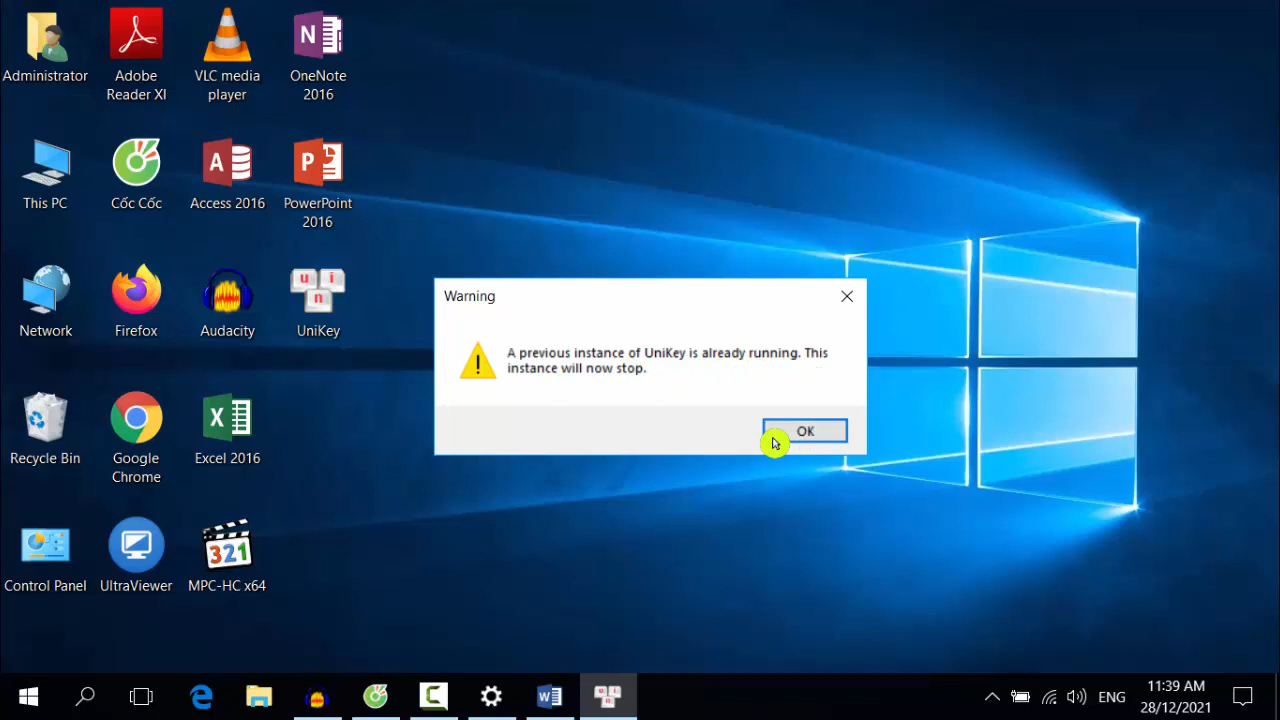 Administrator
Adobe
Reader XI
VLC media
player
OneNote
2016
This PC
Cốc Cốc
Access 2016
PowerPoint
2016
Network
Firefox
Audacity
UniKey
Recycle Bin
Google
Chrome
Excel 2016
Control Panel
UltraViewer
MPC-HC x64
321
Warning
A previous instance of UniKey is already running. This
instance will now stop.
OK
ENG
11:39 AM
28/12/2021